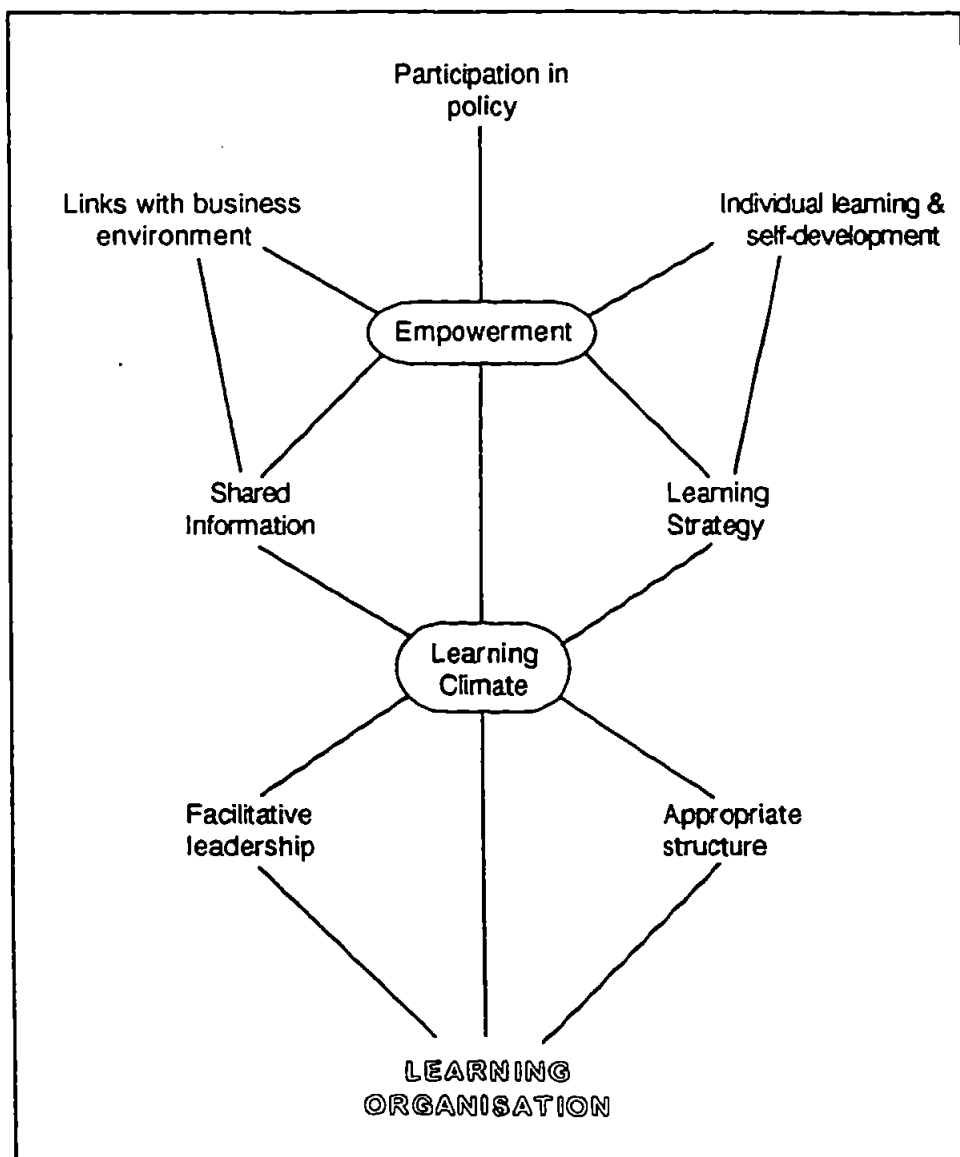 Participation in
policy
Links with business
environment
Individual learning &
self-development
Empowerment
Shared
Information
Learning
Strategy
Learning
Climate
Facilitative
leadership
Appropriate
structure
LEARNING
ORGANISATION